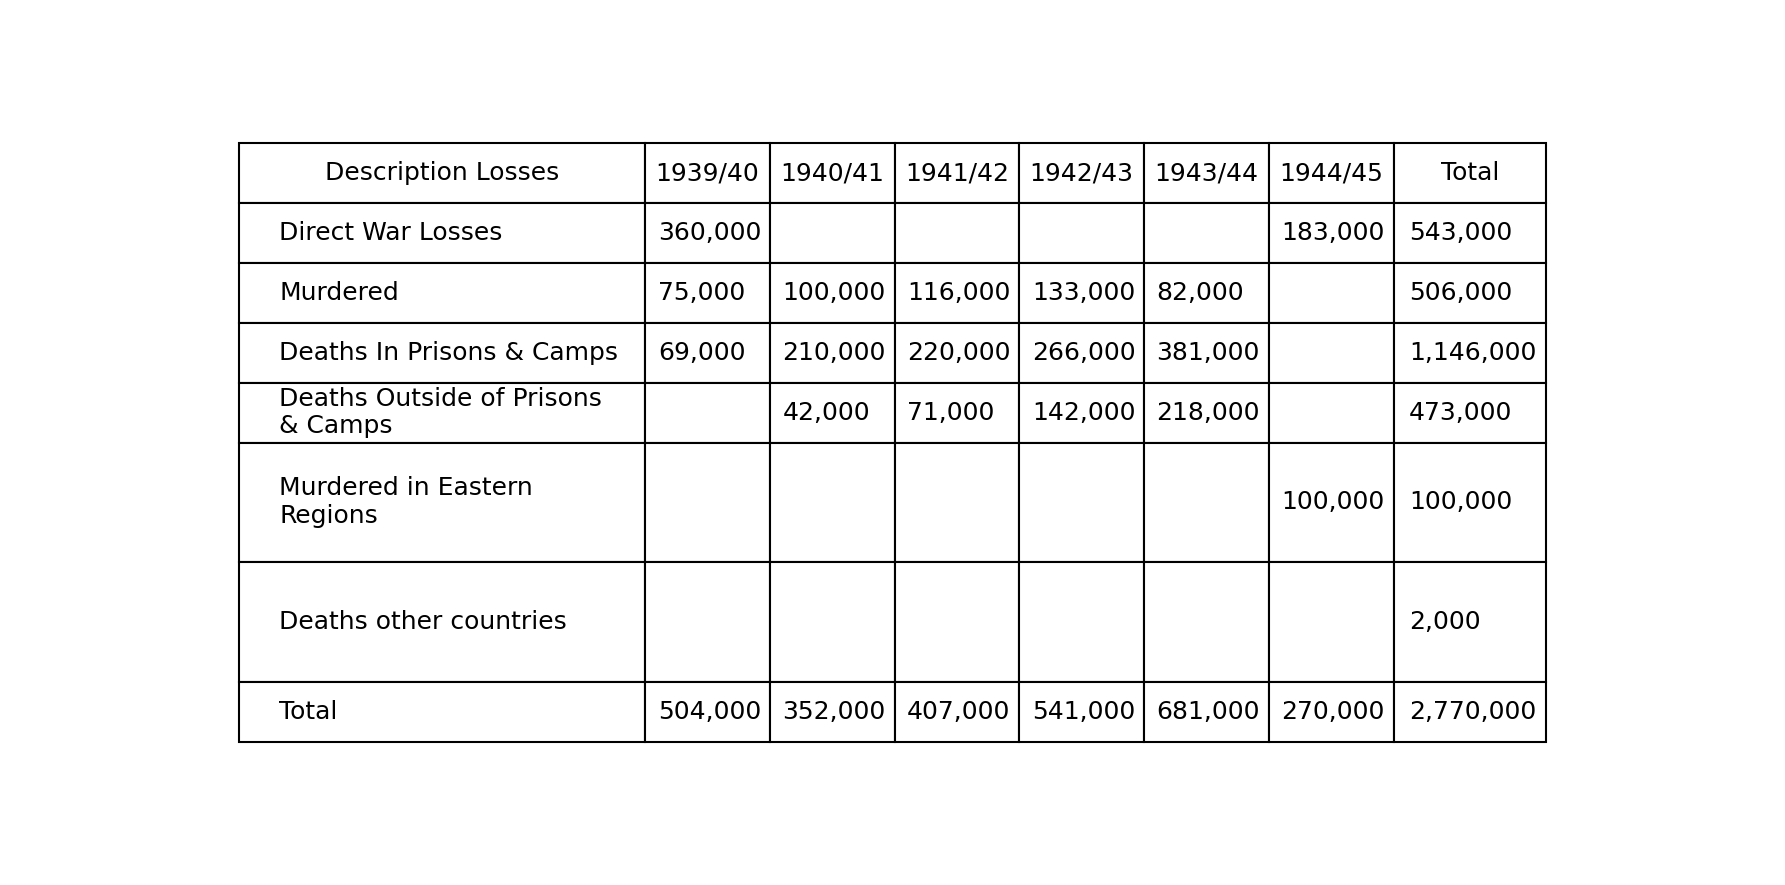 Description Losses 1939/40 1940/41 1941/42 1942/43 1943/44 1944/45 Total
Direct War Losses 360,000 183,000 543,000
Murdered 75,000 100,000 116,000 133,000 82,000 506,000
Deaths In Prisons & Camps 69,000 210,000 220,000 266,000 381,000 1,146,000
Deaths Outside of Prisons
& Camps 42,000 71,000 142,000 218,000 473,000
Murdered in Eastern
Regions 100,000 100,000
Deaths other countries 2,000
Total 504,000 352,000 407,000 541,000 681,000 270,000 2,770,000